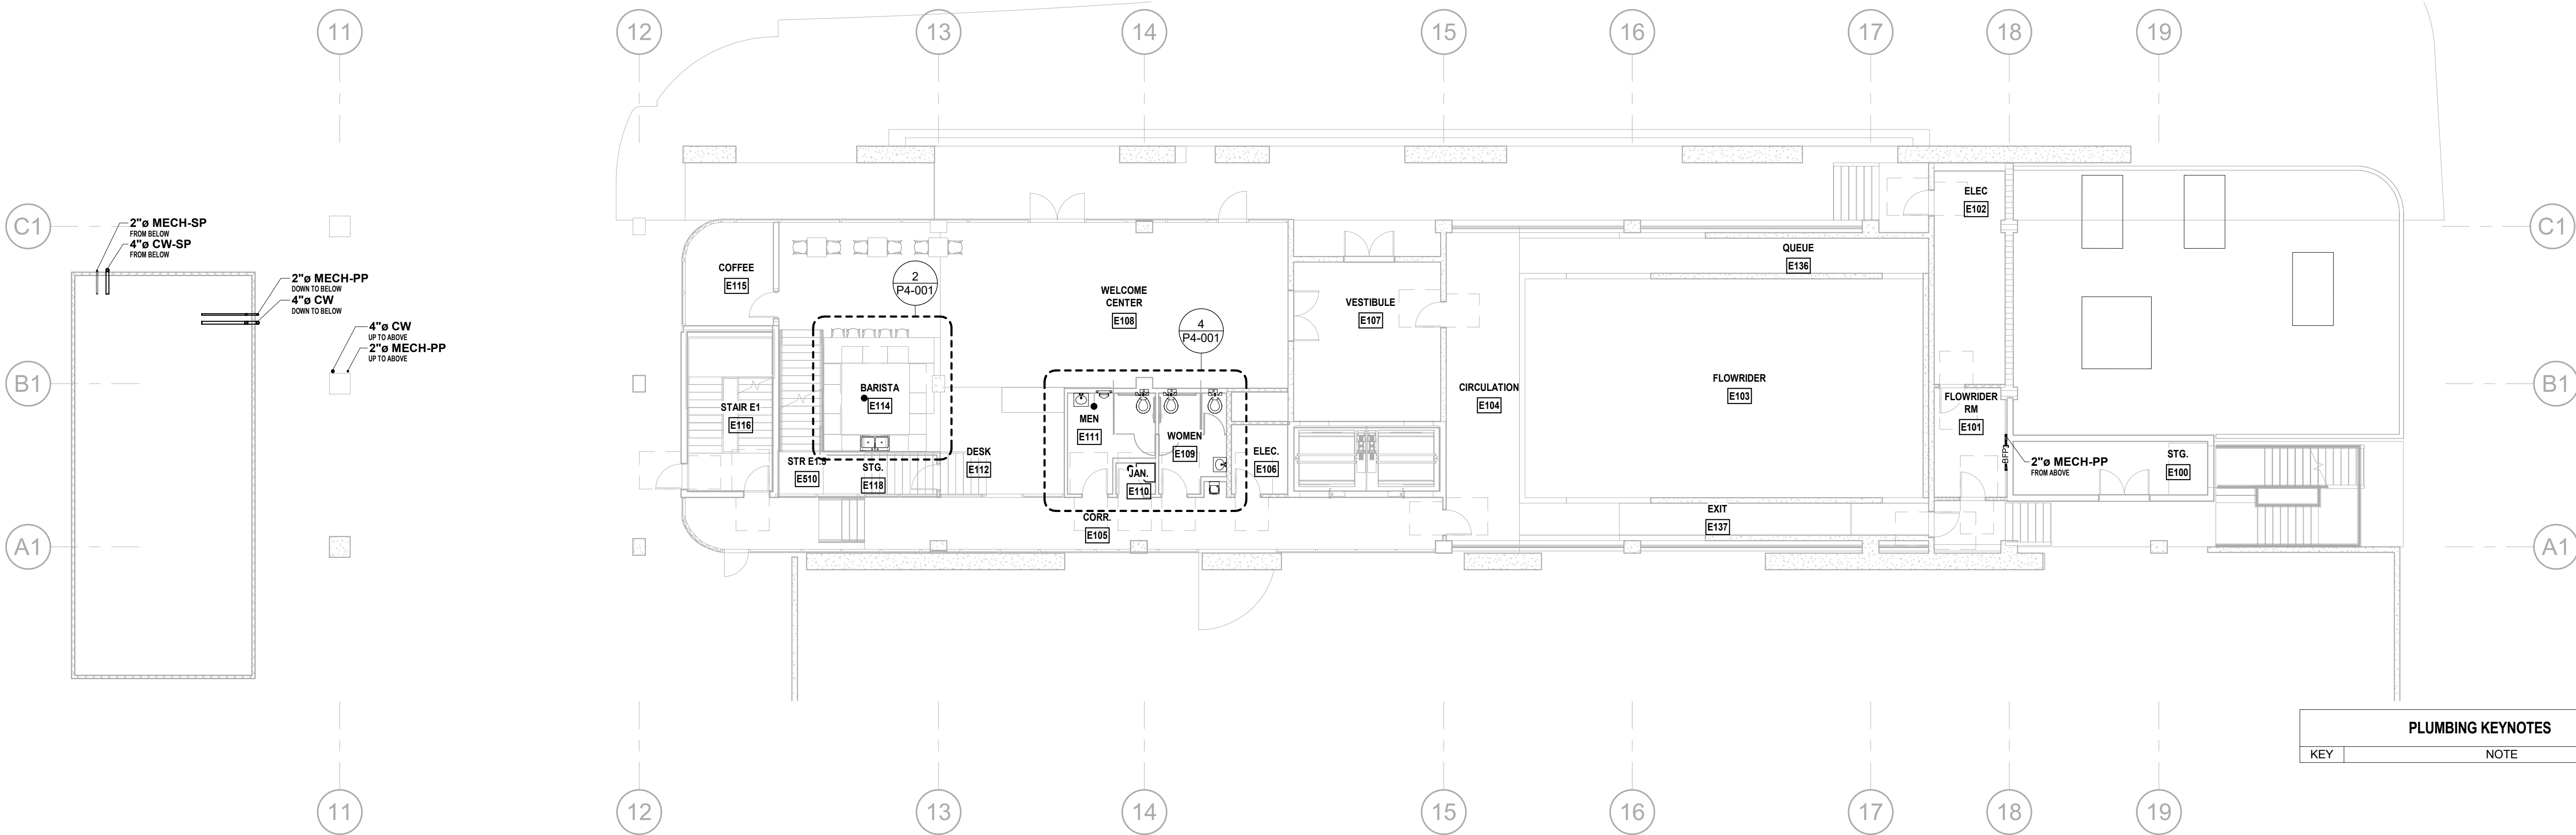 11
12
13
14
15
16
17
18
19
C1
C1
B1
B1
A1
A1
2"ø MECH-SP
FROM BELOW
4"ø CW-SP
FROM BELOW
2"ø MECH-PP
DOWN TO BELOW
4"ø CW
DOWN TO BELOW
4"ø CW
UP TO ABOVE
2"ø MECH-PP
UP TO ABOVE
COFFEE
E115
2
P4-001
WELCOME
CENTER
E108
4
P4-001
VESTIBULE
E107
QUEUE
E136
ELEC
E102
STAIR E1
E116
BARISTA
E114
MEN
E111
WOMEN
E109
JAN.
E110
ELEC.
E106
CIRCULATION
E104
FLOWRIDER
E103
FLOWRIDER
RM
E101
BFP
2"ø MECH-PP
FROM ABOVE
STG.
E100
STR E1.5
E510
STG.
E118
DESK
E112
CORR.
E105
EXIT
E137
PLUMBING KEYNOTES
KEY NOTE
11
12
13
14
15
16
17
18
19